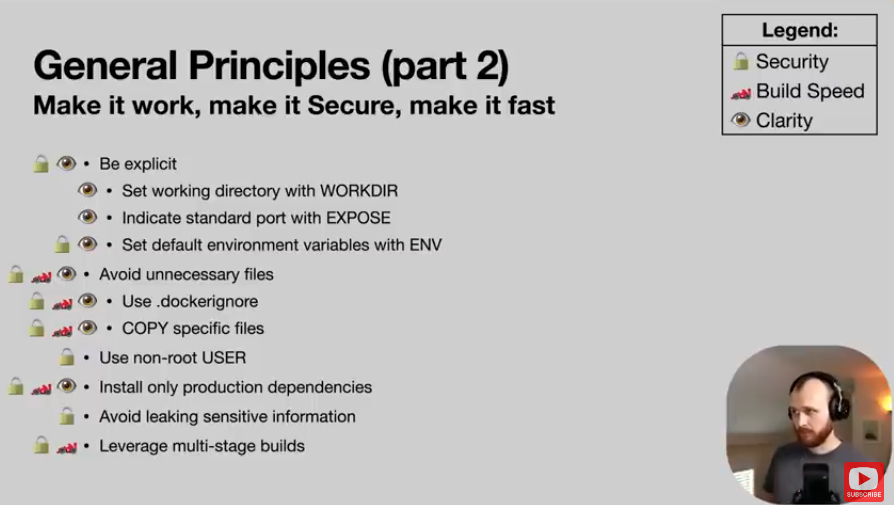 General Principles (part 2)
Make it work, make it Secure, make it fast
Legend:
Security
Build Speed
Clarity
• Be explicit
• Set working directory with WORKDIR
• Indicate standard port with EXPOSE
• Set default environment variables with ENV
• Avoid unnecessary files
• Use .dockerignore
• COPY specific files
• Use non-root USER
• Install only production dependencies
• Avoid leaking sensitive information
• Leverage multi-stage builds
SUBSCRIBE